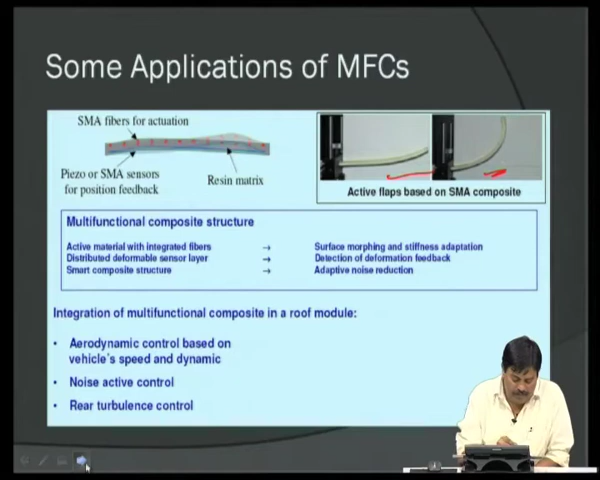 Some Applications of MFCs
SMA fibers for actuation
Piezo or SMA sensors
for position feedback
Resin matrix
Active flaps based on SMA composite
Multifunctional composite structure
Active material with integrated fibers → Surface morphing and stiffness adaptation
Distributed deformable sensor layer → Detection of deformation feedback
Smart composite structure → Adaptive noise reduction
Integration of multifunctional composite in a roof module:
• Aerodynamic control based on
vehicle's speed and dynamic
• Noise active control
• Rear turbulence control